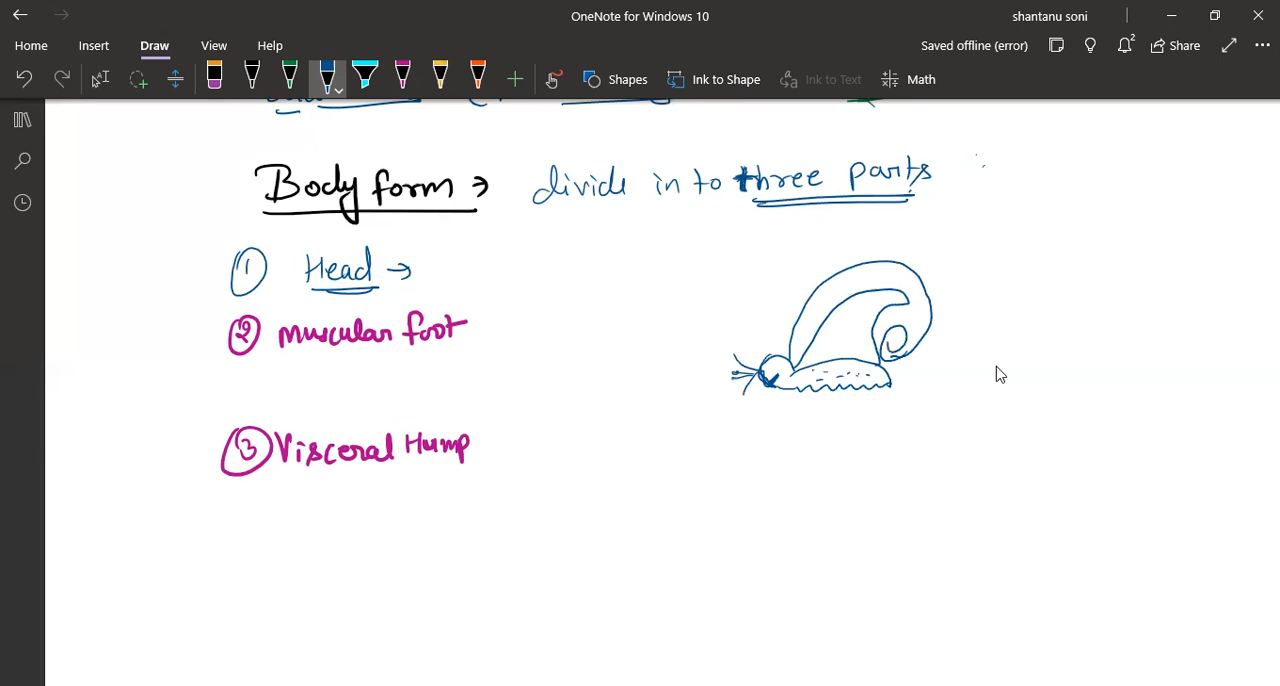 OneNote for Windows 10
shantanu soni
Home Insert Draw View Help
Saved offline (error)
2
Share
Shapes
Ink to Shape
Ink to Text
Math
Body form → divide in to three parts
① Head →
② Muscular foot
③ Visceral Hump